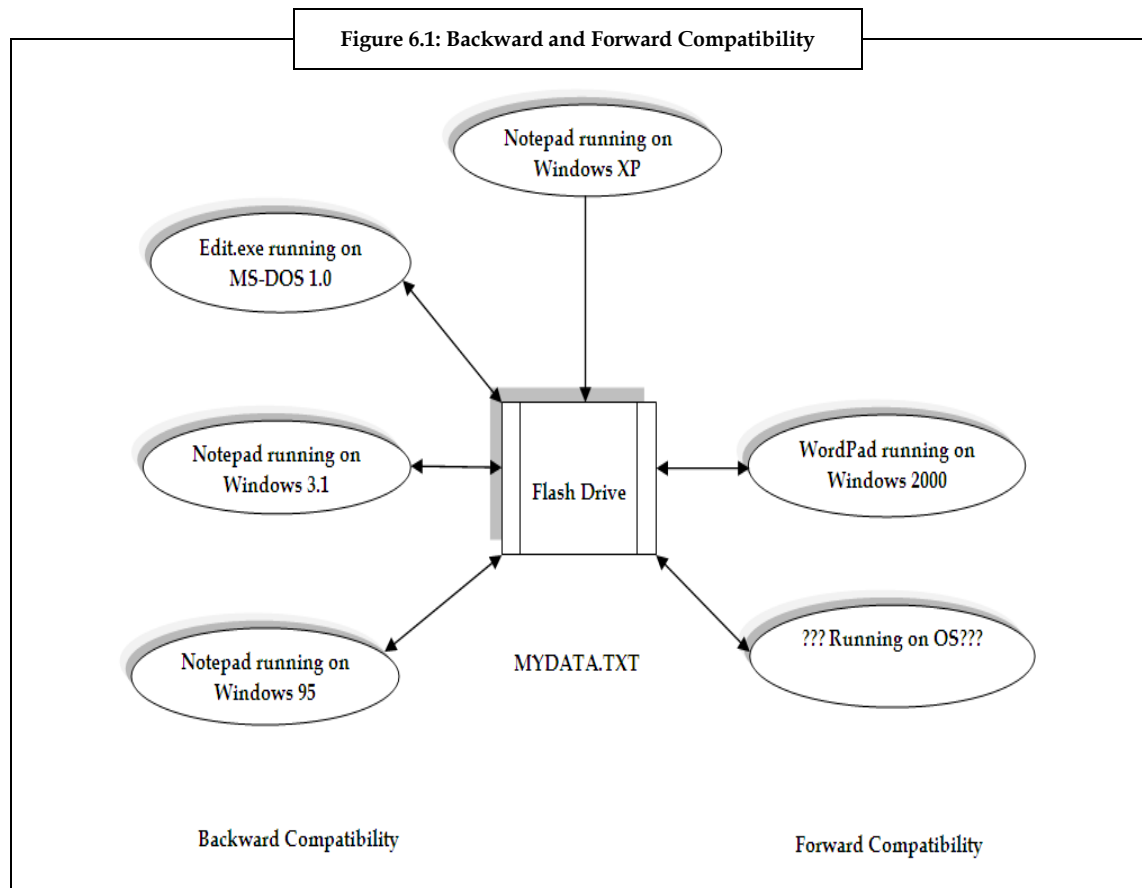 Figure 6.1: Backward and Forward Compatibility
Notepad running on
Windows XP
Edit.exe running on
MS-DOS 1.0
Notepad running on
Windows 3.1
WordPad running on
Windows 2000
Flash Drive
Notepad running on
Windows 95
??? Running on OS???
MYDATA.TXT
Backward Compatibility
Forward Compatibility